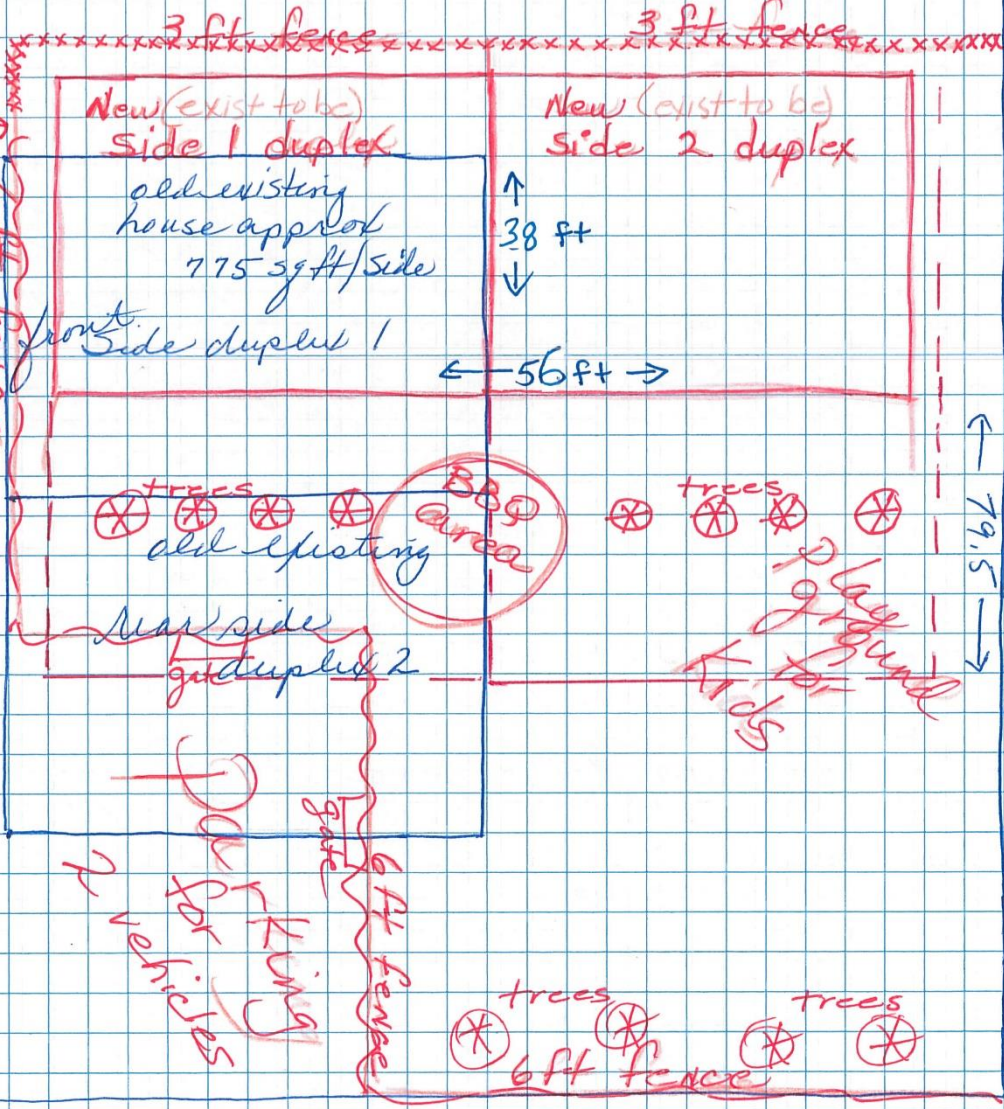 3 ft fence
3 ft fence
New (exist to be)
Side 1 duplex
New (exist to be)
Side 2 duplex
old existing
house approx
775 sq ft/side
38 ft
front
Side duplex 1
56 ft
79.5
trees
BBQ
area
trees
old existing
rear side
duplex 2
gate
play
ground
for
Kids
Parking
for
2 vehicles
gate
6 ft fence
trees
trees
6 ft fence